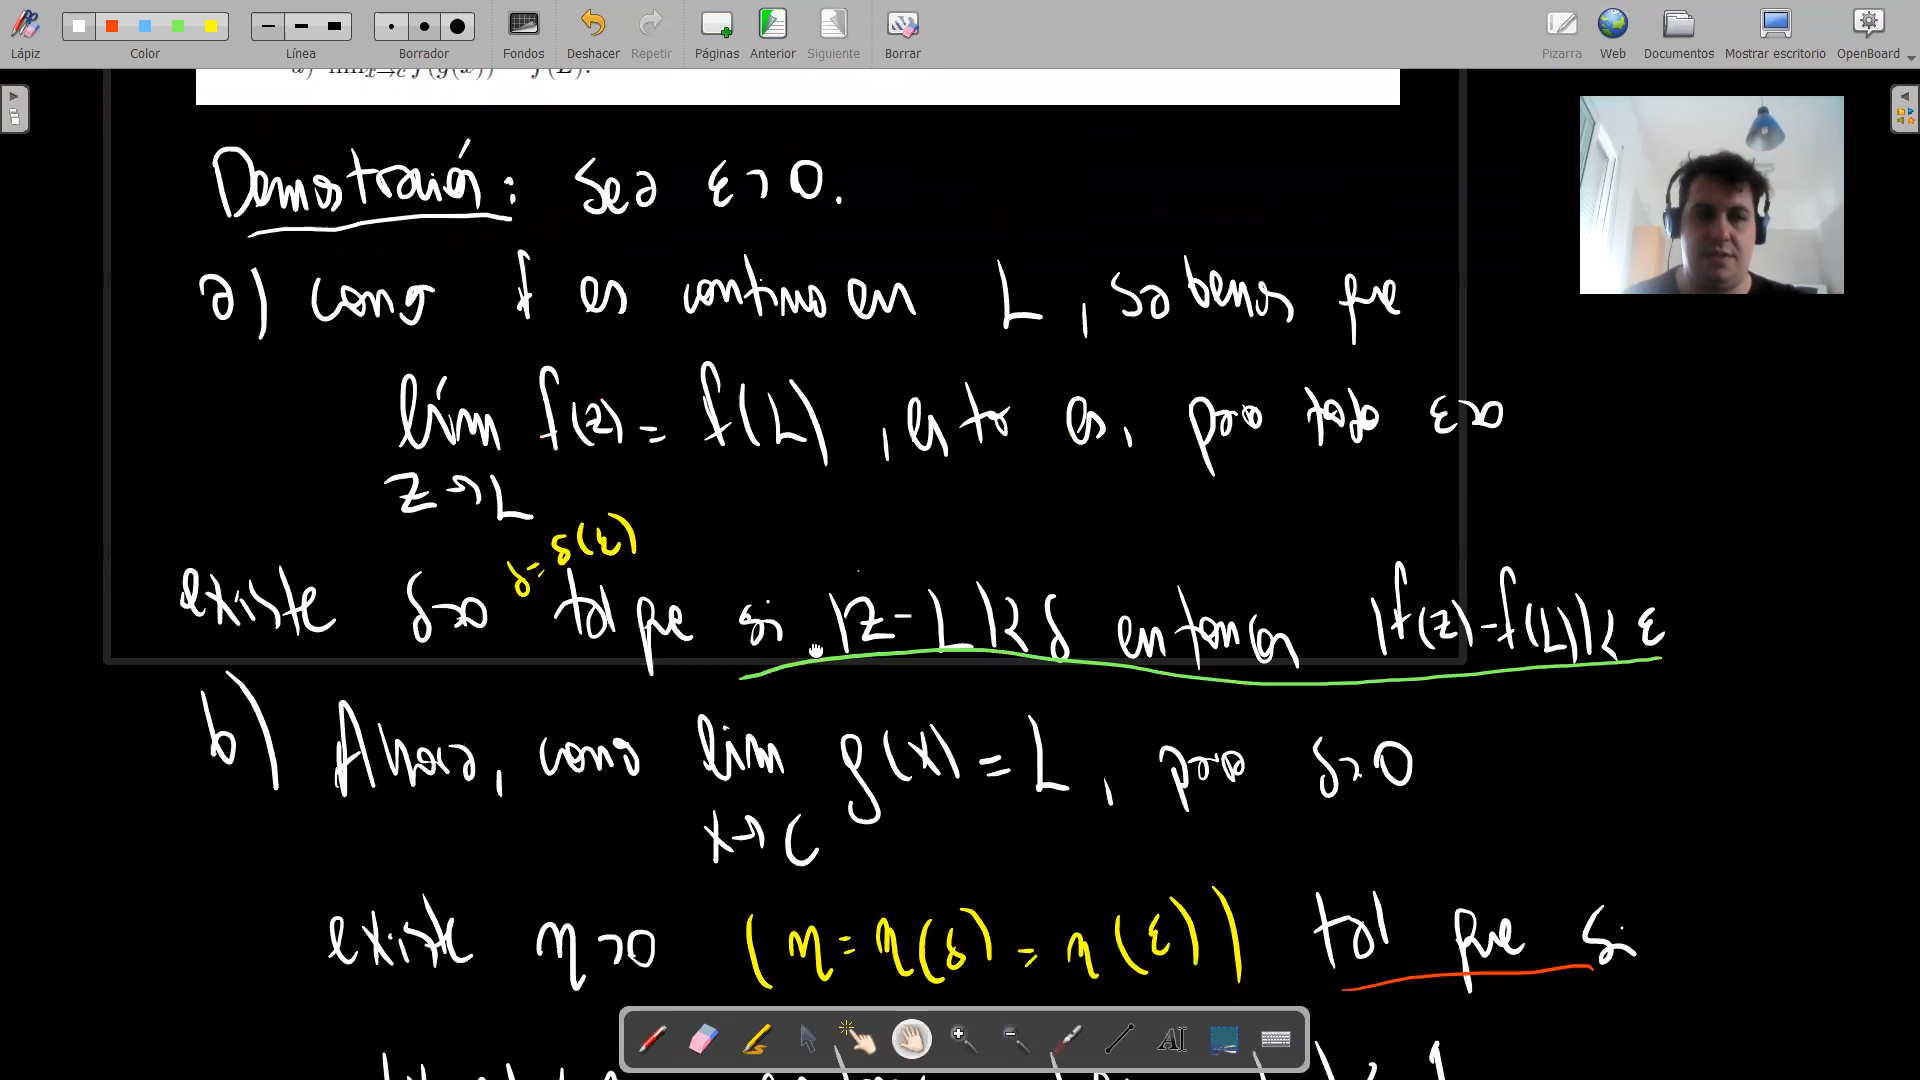 Lápiz Color Línea Borrador Fondos Deshacer Repetir Páginas Anterior Siguiente Borrar Pizarra Web Documentos Mostrar escritorio OpenBoard
Demostración: Sea ε>0.
a) como f es continua en L, sabemos que
lím f(z) = f(L), esto es, para todo ε>0
z→L
δ=δ(ε)
existe δ>0 tal que si |z-L|<δ entonces |f(z)-f(L)|<ε
b) Ahora, como lim g(x) = L, para δ>0
x→c
existe η>0 (η=η(δ)=η(ε)) tal que si